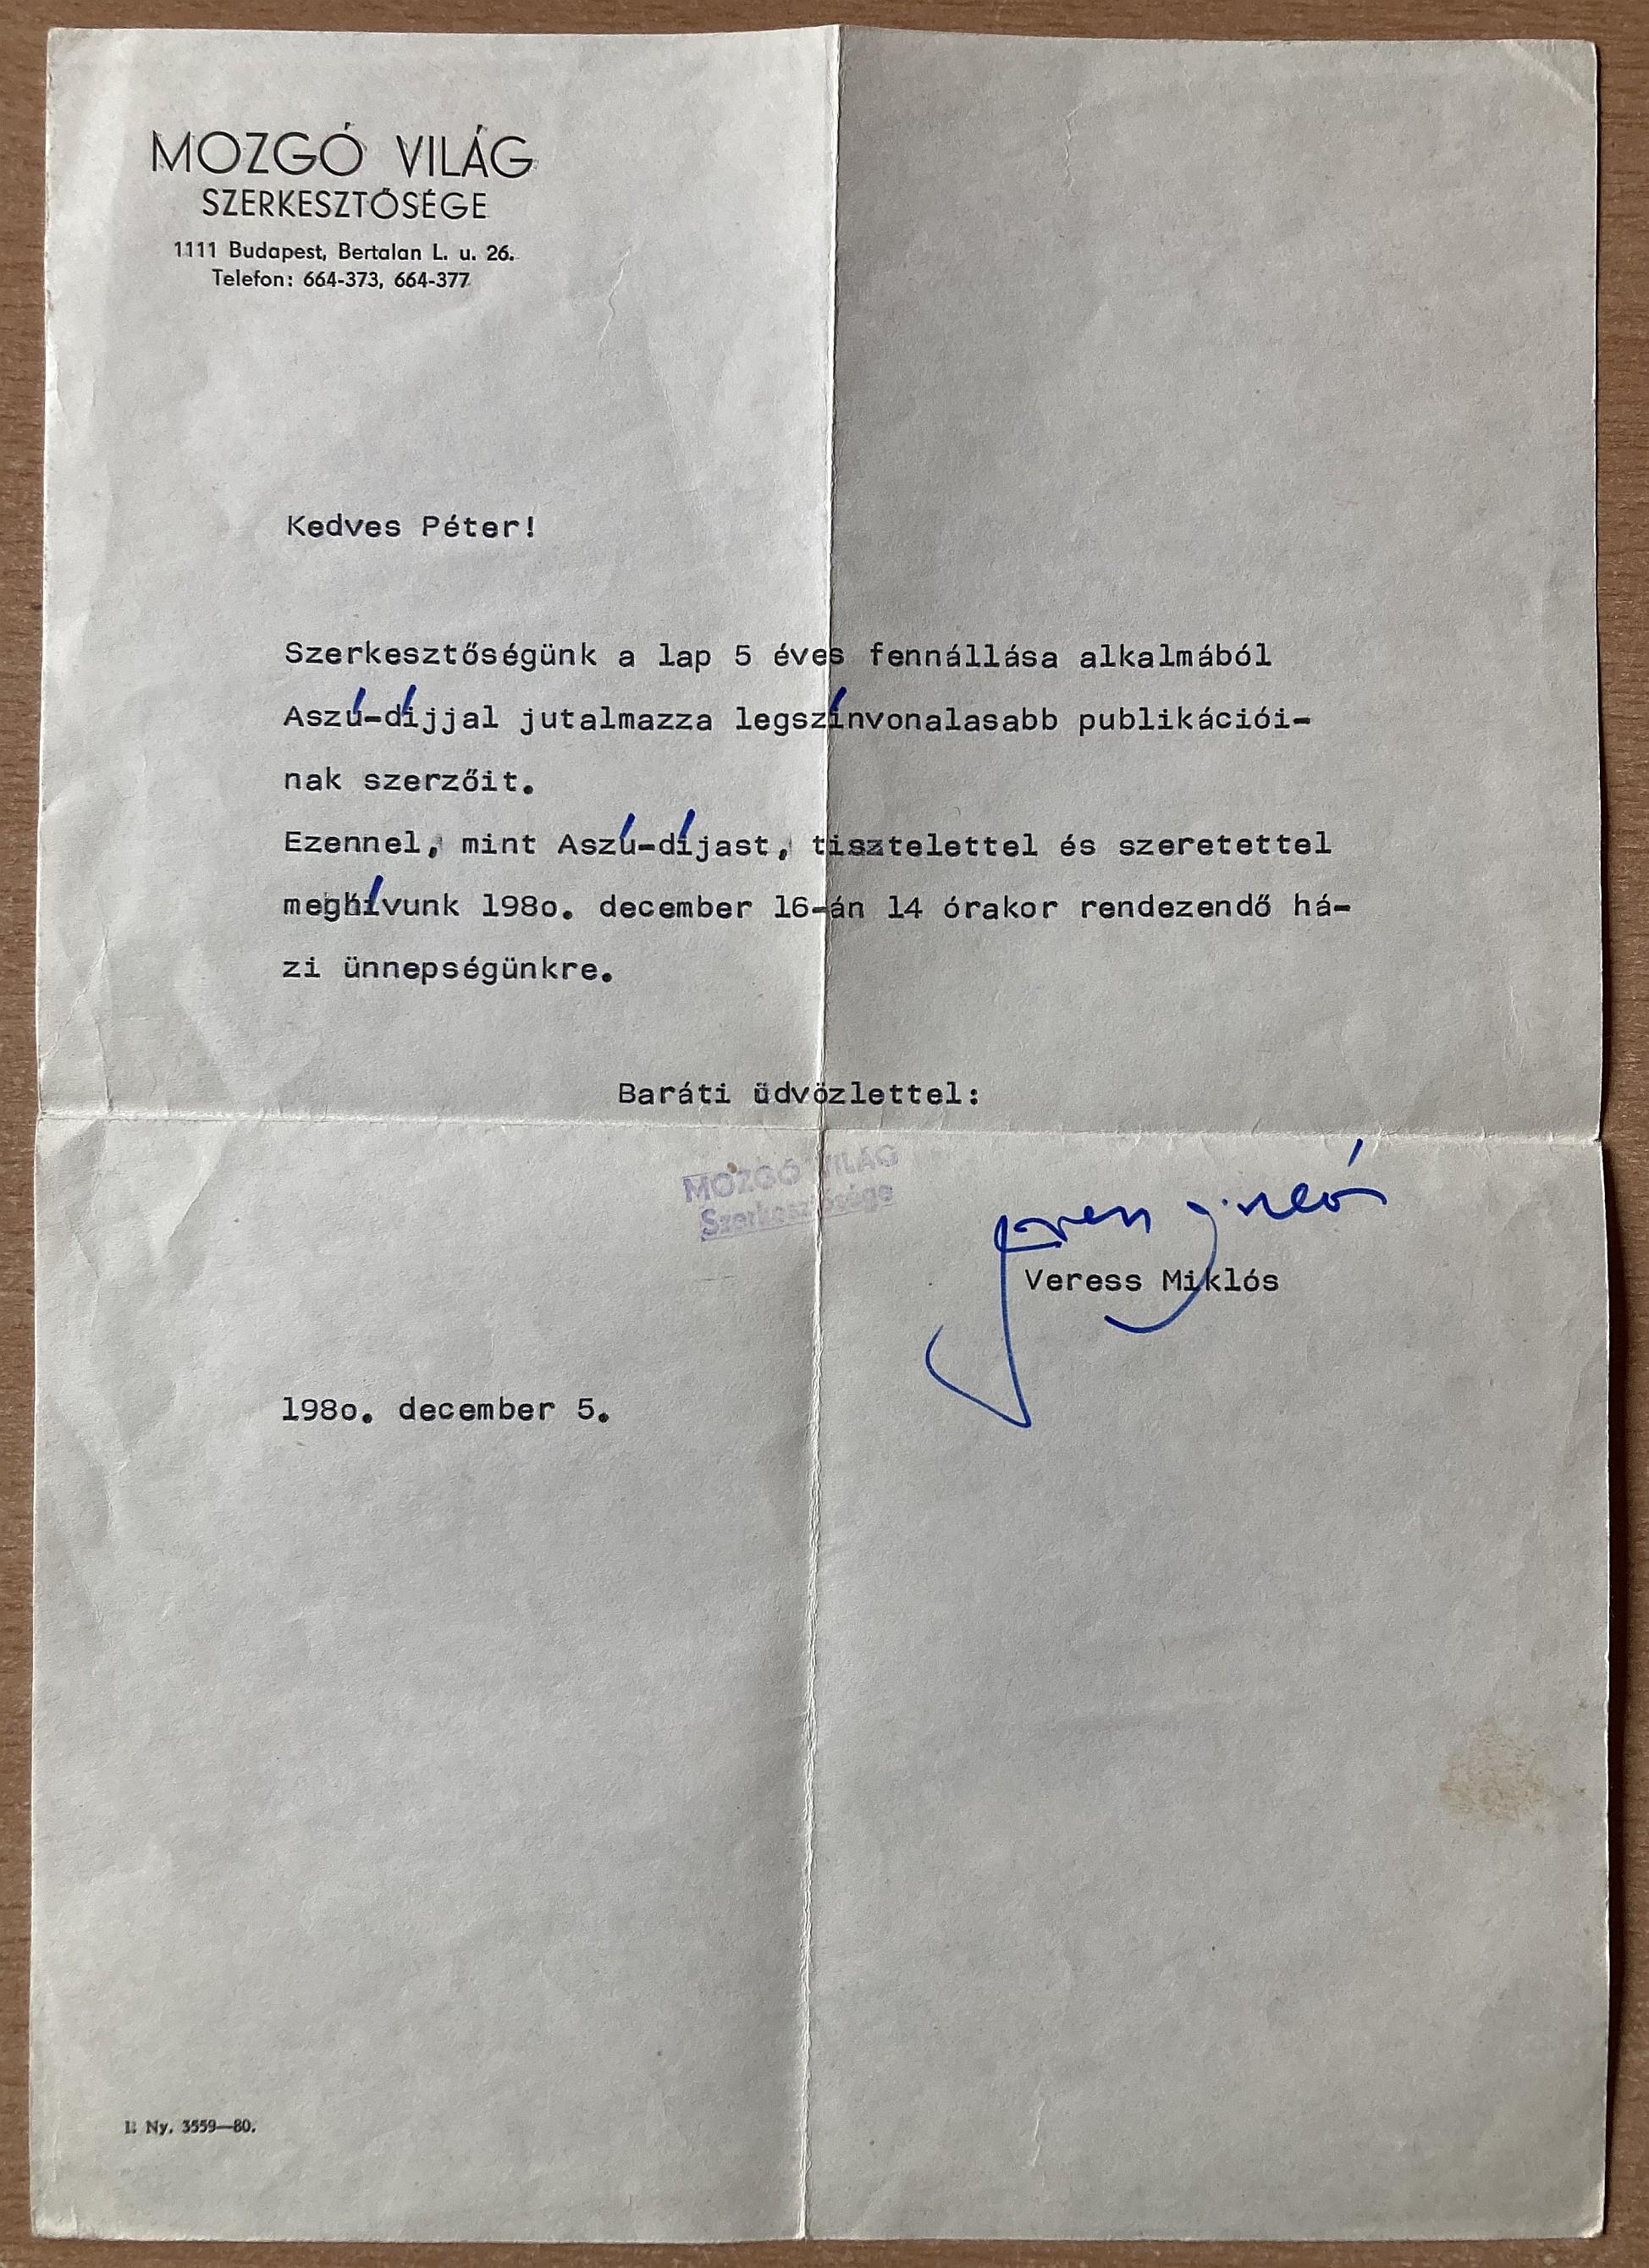 MOZGÓ VILÁG
SZERKESZTŐSÉGE
1111 Budapest, Bertalan L. u. 26.
Telefon: 664-373, 664-377
Kedves Péter!
Szerkesztőségünk a lap 5 éves fennállása alkalmából
Aszú-díjjal jutalmazza legszínvonalasabb publikációi-
nak szerzőit.
Ezennel, mint Aszú-díjast, tisztelettel és szeretettel
meghívunk 198o. december 16-án 14 órakor rendezendő há-
zi ünnepségünkre.
Baráti üdvözlettel:
MOZGÓ VILÁG
Szerkesztősége
Veress Miklós
Veress Miklós
198o. december 5.
Ny. 3559—80.